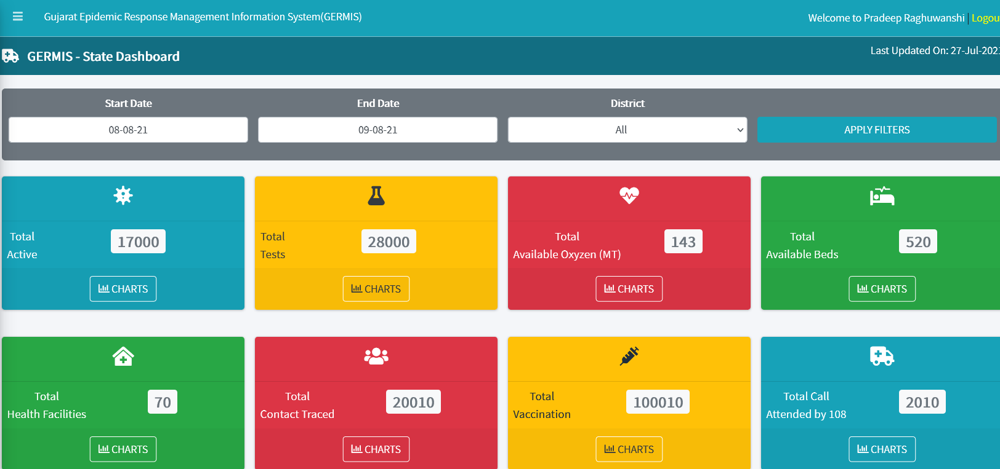 Gujarat Epidemic Response Management Information System(GERMIS)
Welcome to Pradeep Raghuwanshi | Logou
GERMIS - State Dashboard
Last Updated On: 27-Jul-2021
Start Date
End Date
District
08-08-21
09-08-21
All
APPLY FILTERS
Total
Active
17000
CHARTS
Total
Tests
28000
CHARTS
Total
Available Oxyzen (MT)
143
CHARTS
Total
Available Beds
520
CHARTS
Total
Health Facilities
70
CHARTS
Total
Contact Traced
20010
CHARTS
Total
Vaccination
100010
CHARTS
Total Call
Attended by 108
2010
CHARTS